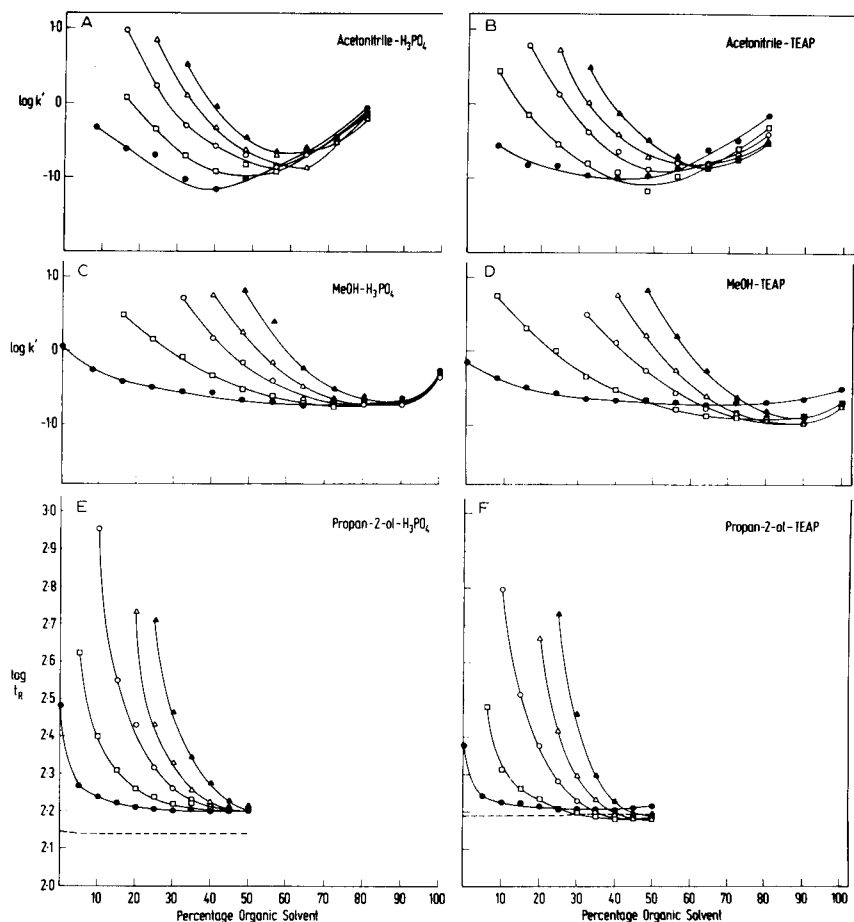 A
Acetonitrile-H₃PO₄
1·0
0
-1·0
log k'
B
Acetonitrile-TEAP
C
MeOH-H₃PO₄
1·0
0
-1·0
log k'
D
MeOH-TEAP
E
Propan-2-ol-H₃PO₄
3·0
2·9
2·8
2·7
2·6
2·5
2·4
2·3
2·2
2·1
2·0
log t_R
10 20 30 40 50 60 70 80 90 100
Percentage Organic Solvent
F
Propan-2-ol-TEAP
0 10 20 30 40 50 60 70 80 90 100
Percentage Organic Solvent